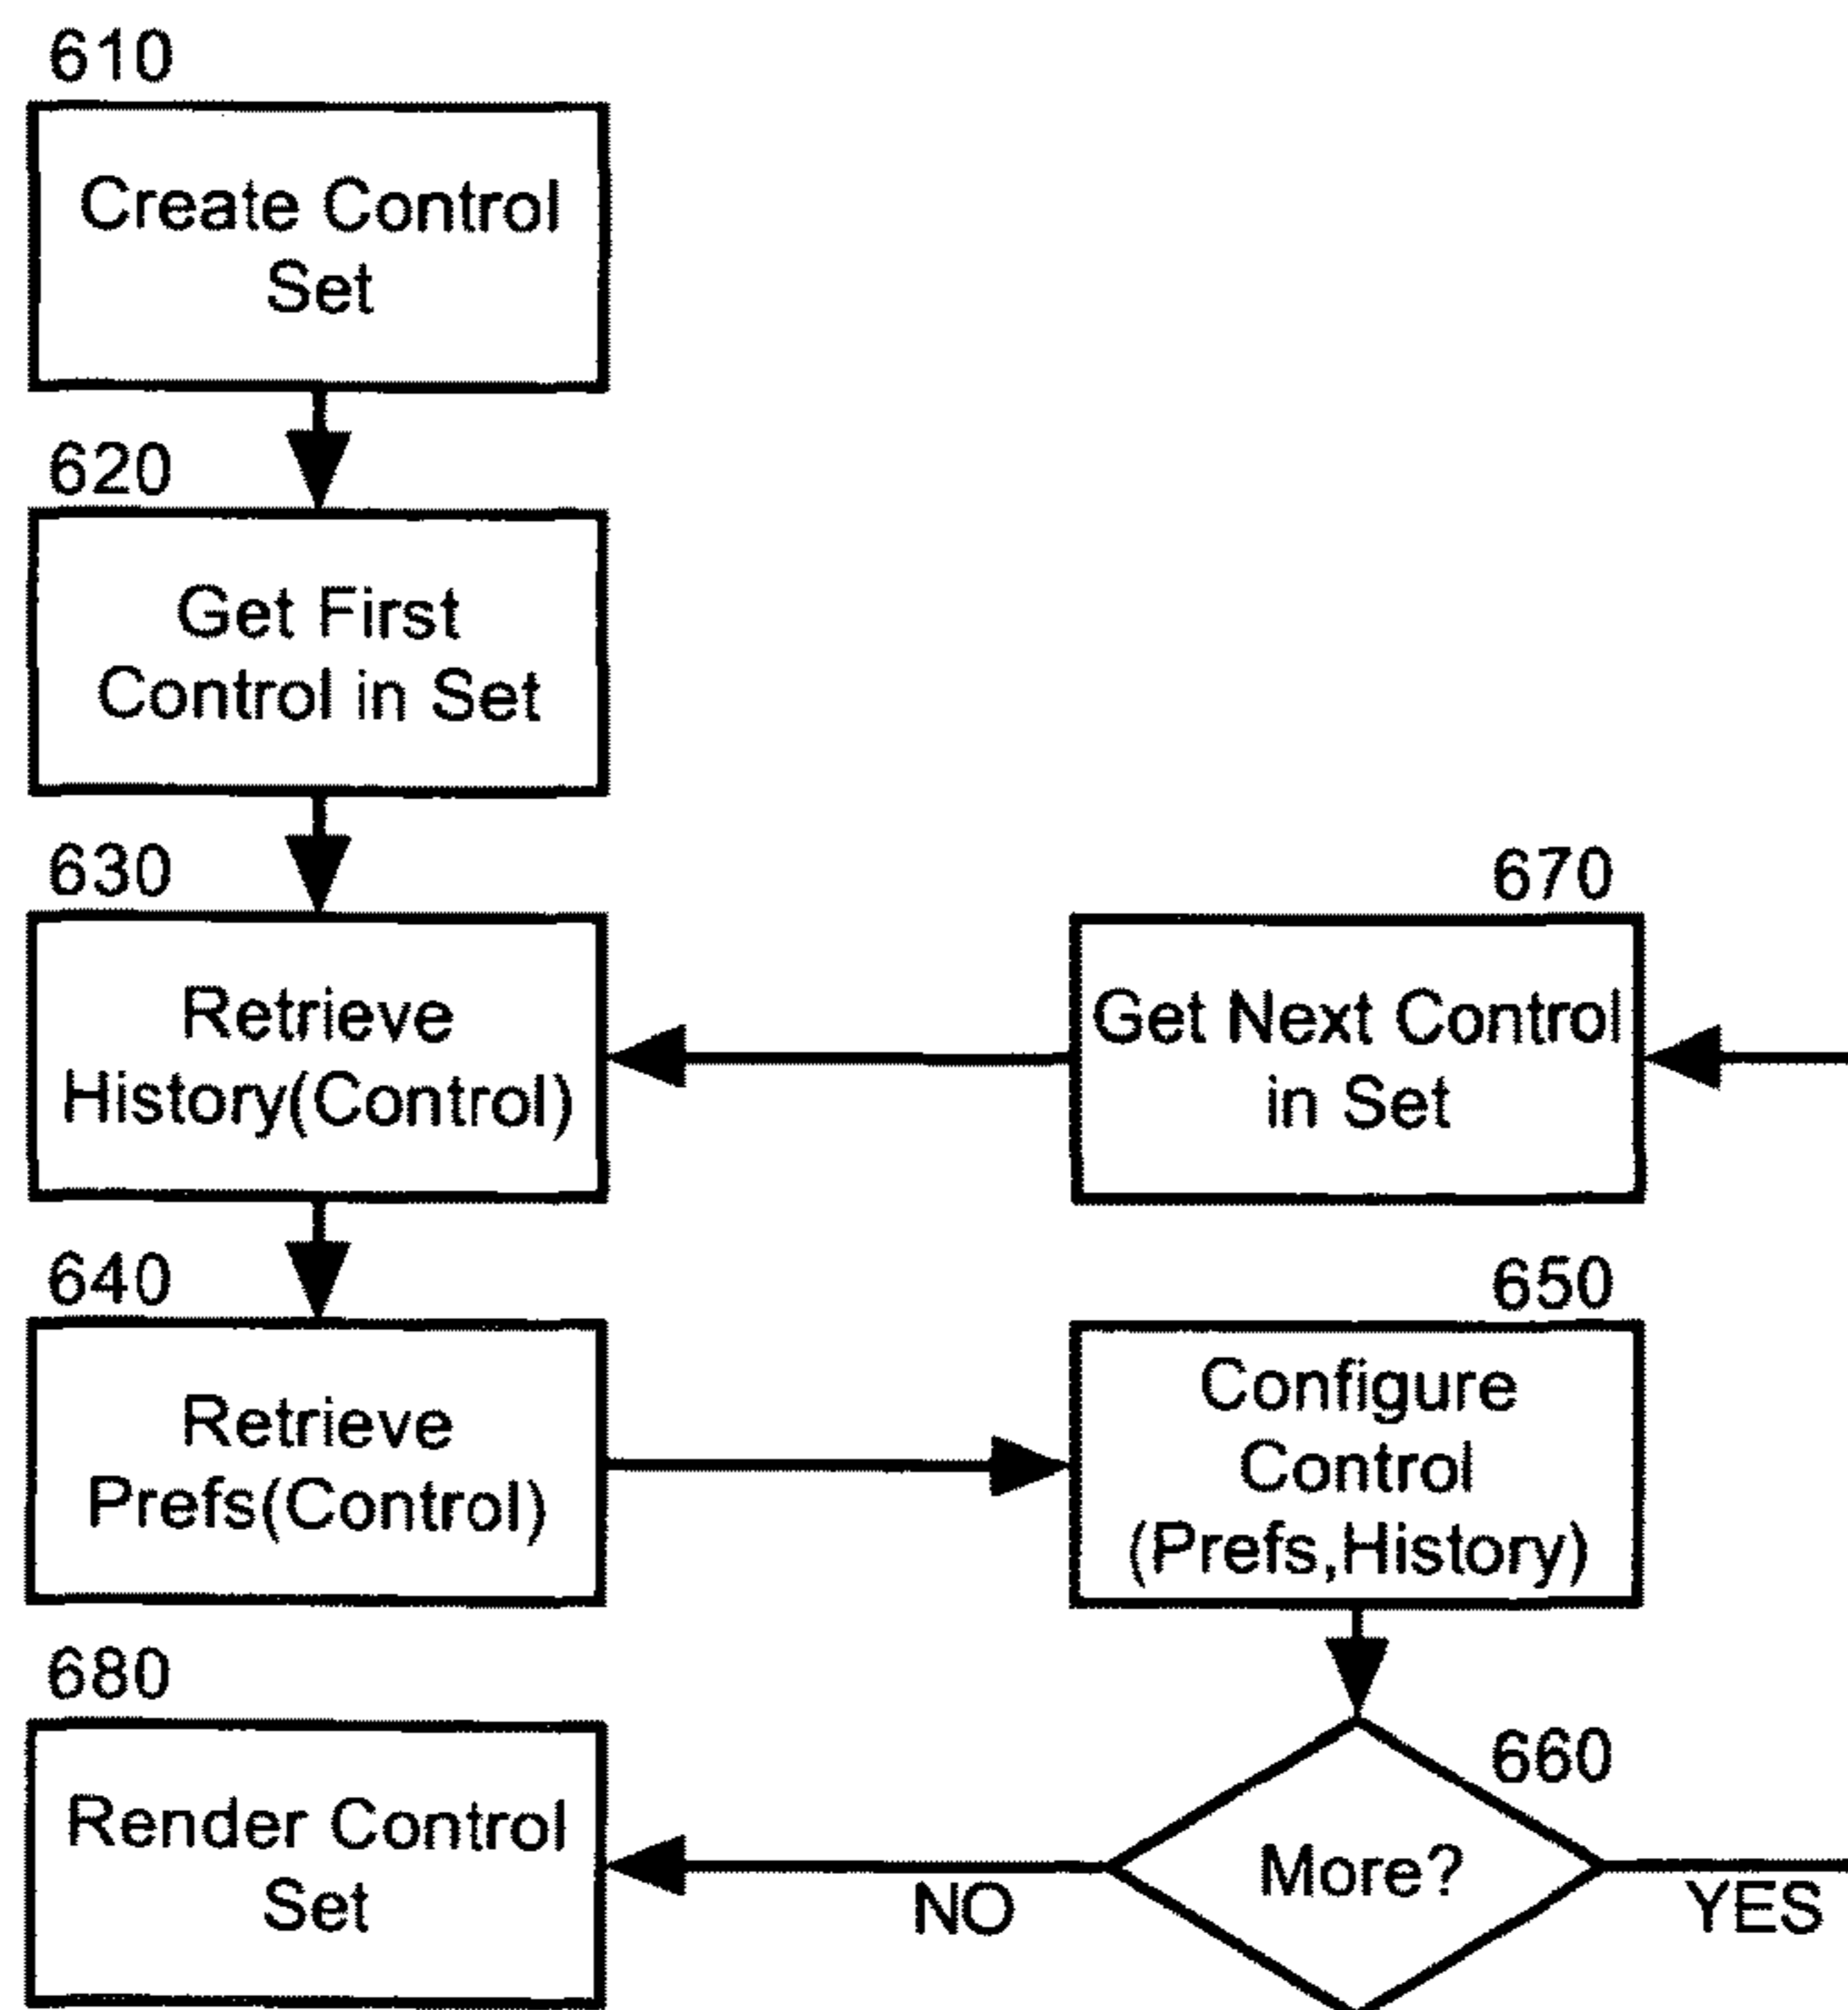 610
Create Control
Set
620
Get First
Control in Set
630
Retrieve
History(Control)
670
Get Next Control
in Set
640
Retrieve
Prefs(Control)
650
Configure
Control
(Prefs,History)
660
More?
YES
NO
680
Render Control
Set